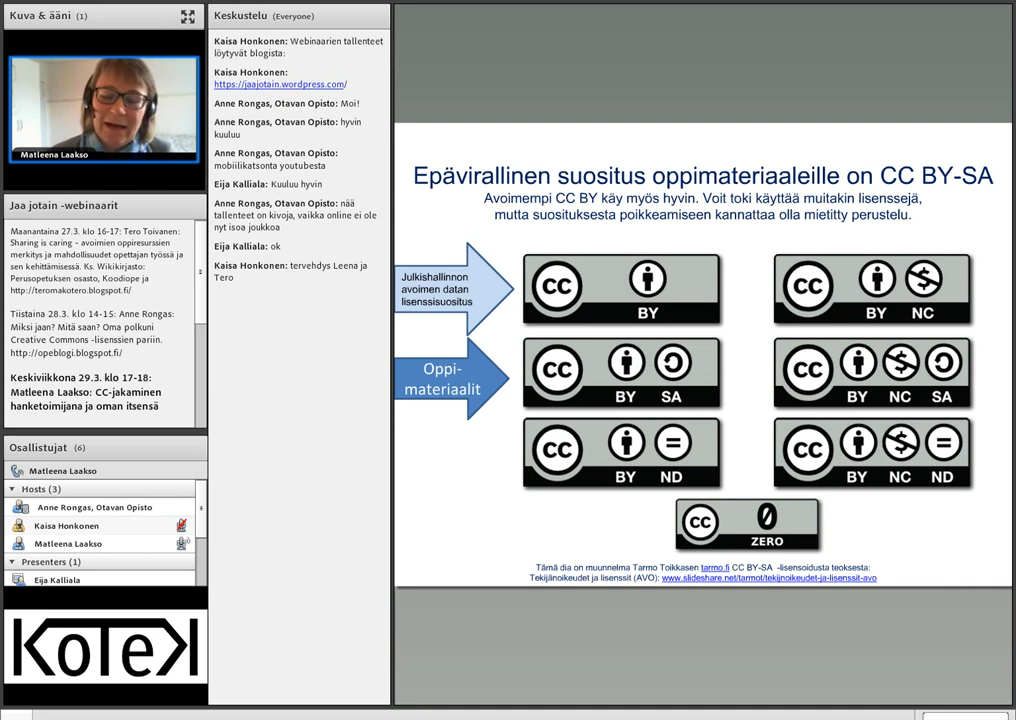 Kuva & ääni (1)
Matleena Laakso
Jaa jotain -webinaarit
Maanantaina 27.3. klo 16-17: Tero Toivanen:
Sharing is caring - avoimien oppiresurssien
merkitys ja mahdollisuudet opettajan työssä ja
sen kehittämisessä. Ks. Wikikirjasto:
Perusopetuksen osasto, Koodiope ja
http://teromakotero.blogspot.fi/
Tiistaina 28.3. klo 14-15: Anne Rongas:
Miksi jaan? Mitä saan? Oma polkuni
Creative Commons -lisenssien pariin.
http://opeblogi.blogspot.fi/
Keskiviikkona 29.3. klo 17-18:
Matleena Laakso: CC-jakaminen
hanketoimijana ja oman itsensä
Osallistujat (6)
Matleena Laakso
Hosts (3)
Anne Rongas, Otavan Opisto
Kaisa Honkonen
Matleena Laakso
Presenters (1)
Eija Kalliala
KoTeK
Keskustelu (Everyone)
Kaisa Honkonen: Webinaarien tallenteet
löytyvät blogista:
Kaisa Honkonen:
https://jaajotain.wordpress.com/
Anne Rongas, Otavan Opisto: Moi!
Anne Rongas, Otavan Opisto: hyvin
kuuluu
Anne Rongas, Otavan Opisto:
mobiilikatsonta youtubesta
Eija Kalliala: Kuuluu hyvin
Anne Rongas, Otavan Opisto: nää
tallenteet on kivoja, vaikka online ei ole
nyt isoa joukkoa
Eija Kalliala: ok
Kaisa Honkonen: tervehdys Leena ja
Tero
Epävirallinen suositus oppimateriaaleille on CC BY-SA
Avoimempi CC BY käy myös hyvin. Voit toki käyttää muitakin lisenssejä,
mutta suosituksesta poikkeamiseen kannattaa olla mietitty perustelu.
Julkishallinnon
avoimen datan
lisenssisuositus
CC BY
CC BY NC
Oppi-
materiaalit
CC BY SA
CC BY NC SA
CC BY ND
CC BY NC ND
CC 0 ZERO
Tämä dia on muunnelma Tarmo Toikkasen tarmo.fi CC BY-SA -lisensoidusta teoksesta:
Tekijänoikeudet ja lisenssit (AVO): www.slideshare.net/tarmot/tekijnoikeudet-ja-lisenssit-avo